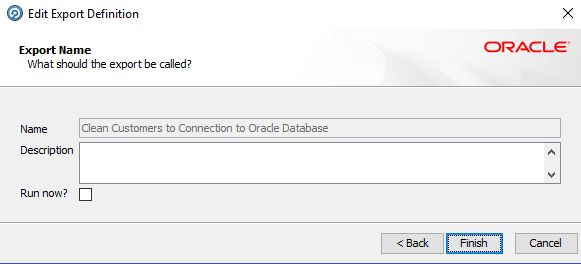 Edit Export Definition
Export Name
What should the export be called?
ORACLE
Name
Clean Customers to Connection to Oracle Database
Description
Run now?
< Back
Finish
Cancel